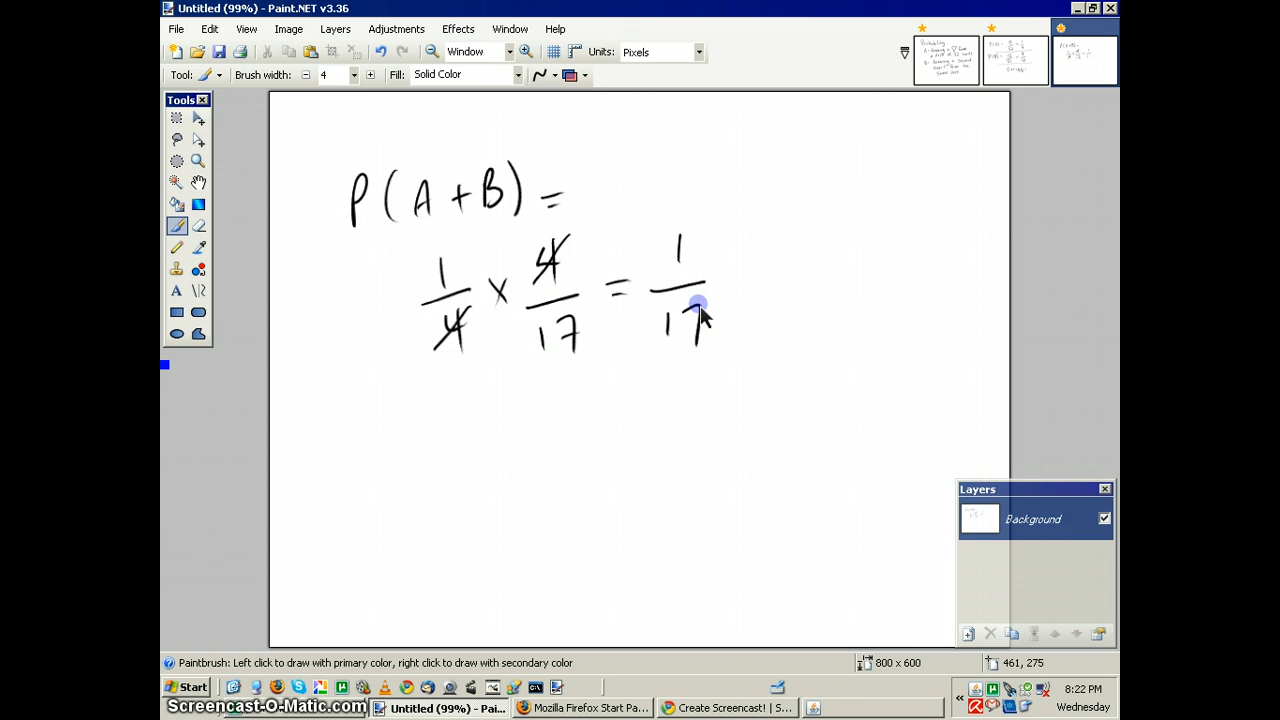 Untitled (99%) - Paint.NET v3.36
File Edit View Image Layers Adjustments Effects Window Help
Window Units: Pixels
Tool: Brush width: 4 Fill: Solid Color
Tools
P(A+B)=
1/4 × 4/17 = 1/17
Layers
Background
Paintbrush: Left click to draw with primary color, right click to draw with secondary color 800 x 600 461, 275
Start 8:22 PM
Screencast-O-Matic.com Untitled (99%) - Pai... Mozilla Firefox Start Pa... Create Screencast! | S... Wednesday